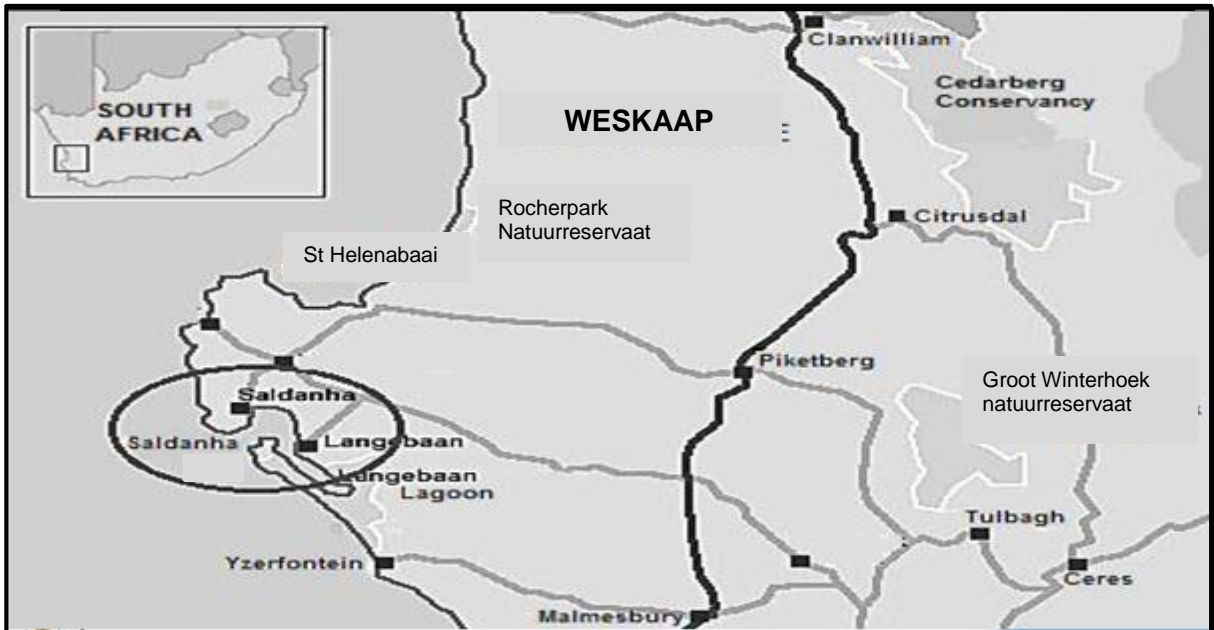 Clanwilliam
SOUTH
AFRICA
Cedarberg
Conservancy
WESKAAP
E
Rocherpark
Natuurreservaat
Citrusdal
St Helenabaai
Piketberg
Groot Winterhoek
natuurreservaat
Saldanha
Saldanha
Langebaan
Langebaan
Lagoon
Tulbagh
Yzerfontein
Ceres
Malmesbury